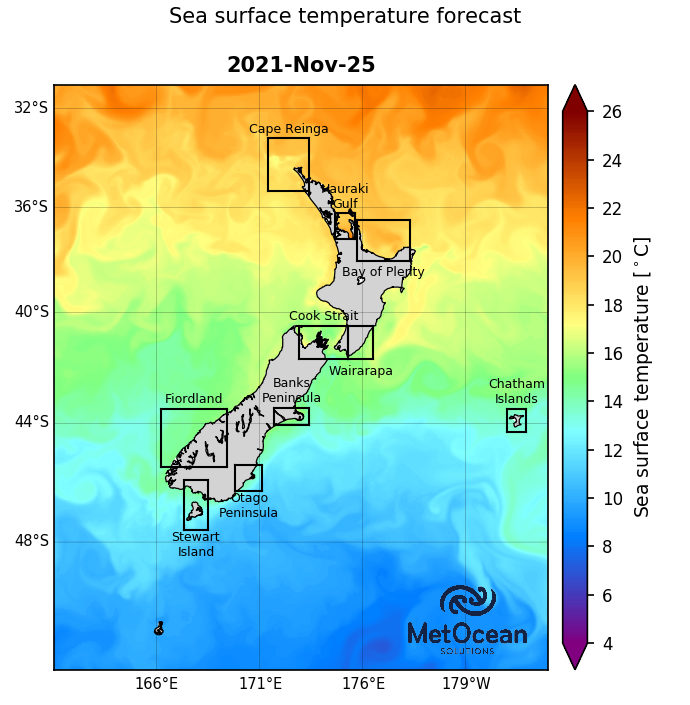 Sea surface temperature forecast
2021-Nov-25
32°S
36°S
40°S
44°S
48°S
Cape Reinga
Hauraki
Gulf
Bay of Plenty
Cook Strait
Wairarapa
Banks
Peninsula
Fiordland
Chatham
Islands
Otago
Peninsula
Stewart
Island
MetOcean
SOLUTIONS
166°E
171°E
176°E
179°W
26
24
22
20
18
16
14
12
10
8
6
4
Sea surface temperature [°C]